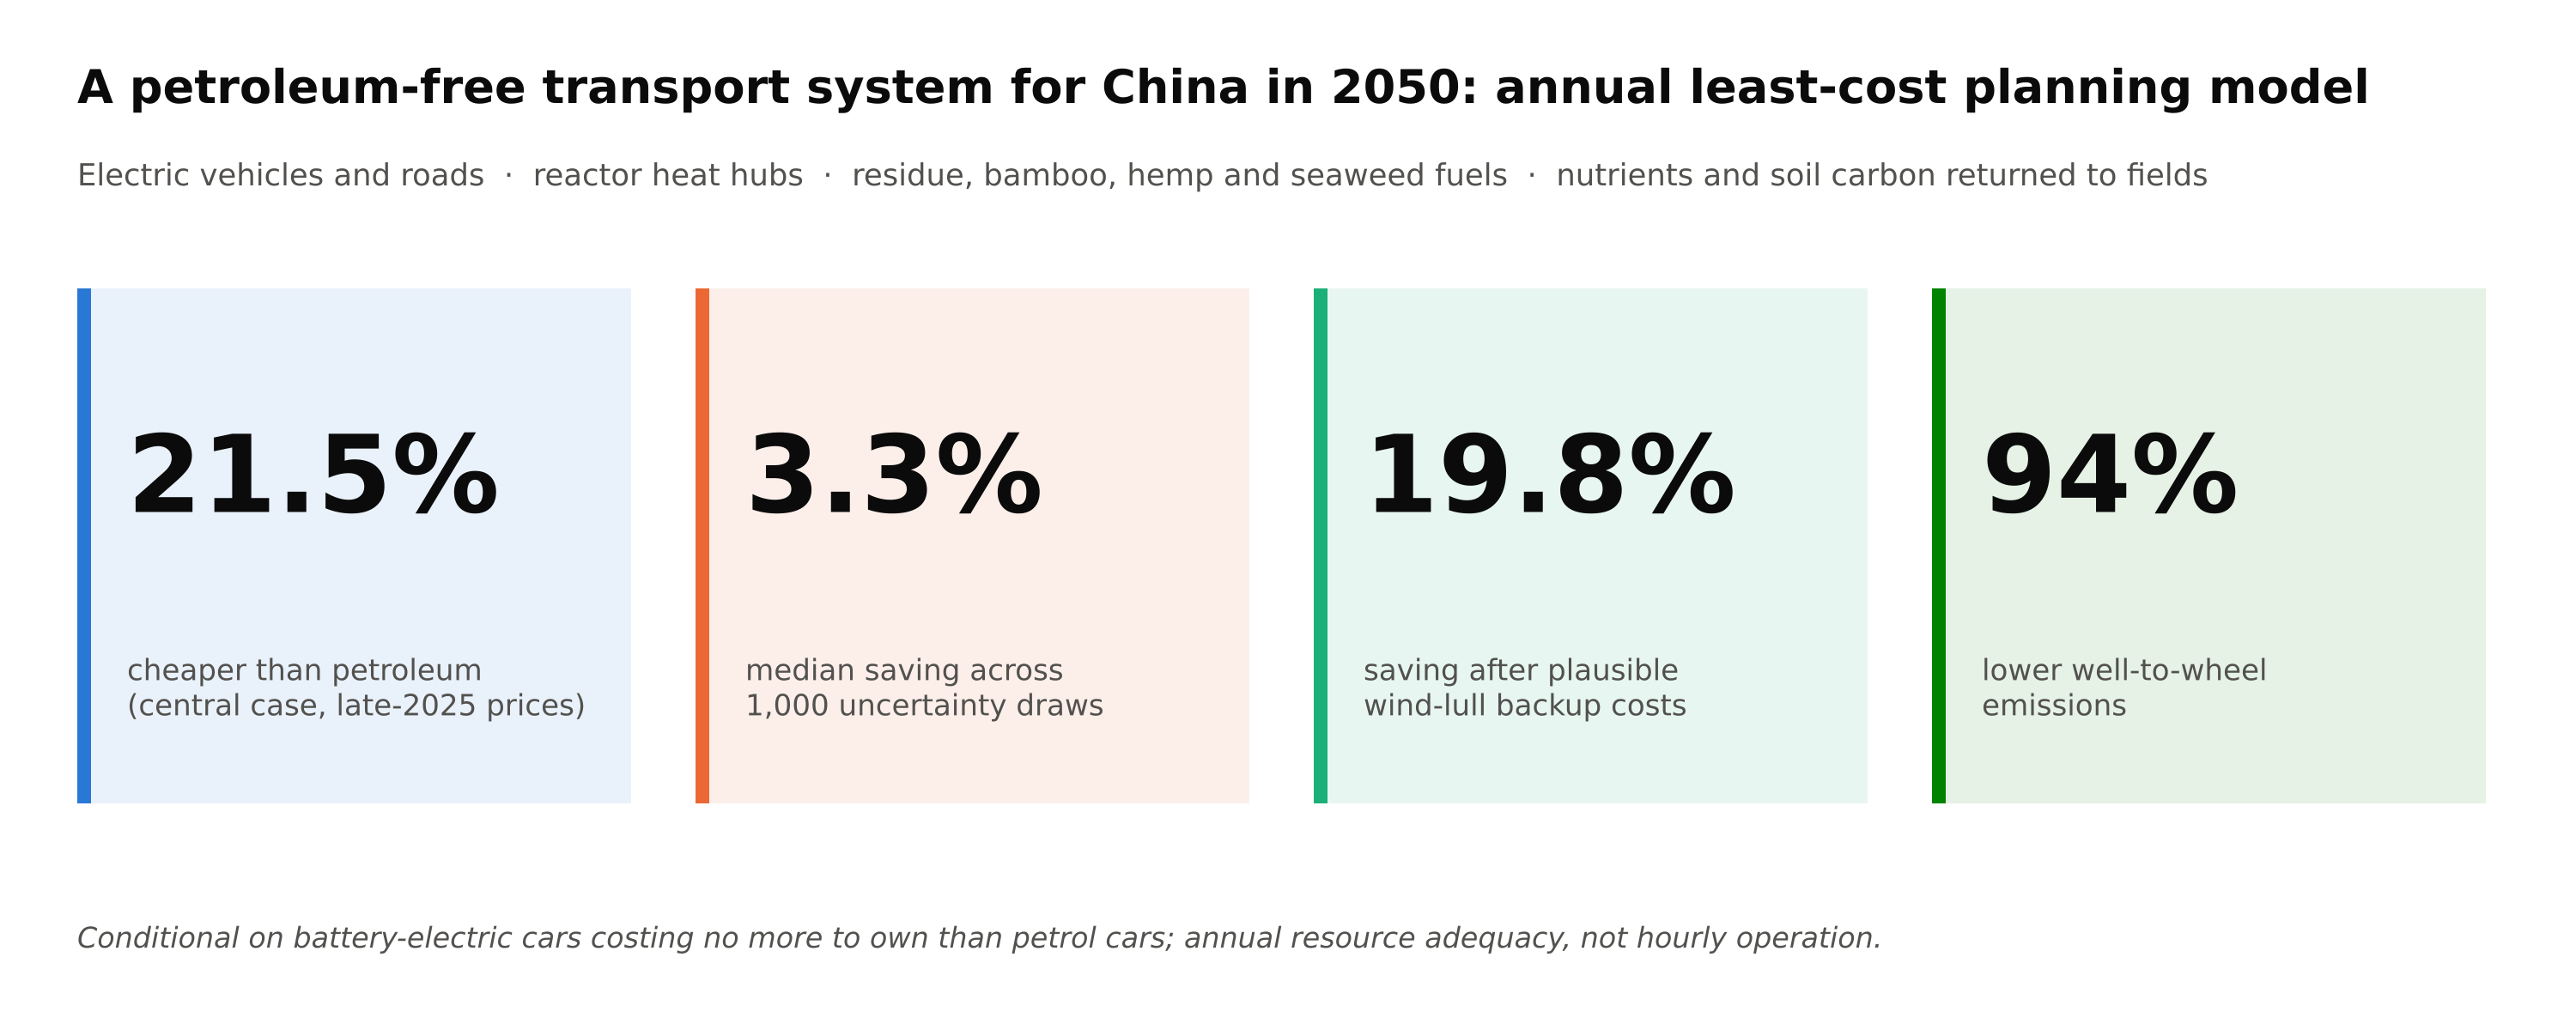 A petroleum-free transport system for China in 2050: annual least-cost planning model
Electric vehicles and roads · reactor heat hubs · residue, bamboo, hemp and seaweed fuels · nutrients and soil carbon returned to fields
21.5%
cheaper than petroleum
(central case, late-2025 prices)
3.3%
median saving across
1,000 uncertainty draws
19.8%
saving after plausible
wind-lull backup costs
94%
lower well-to-wheel
emissions
Conditional on battery-electric cars costing no more to own than petrol cars; annual resource adequacy, not hourly operation.